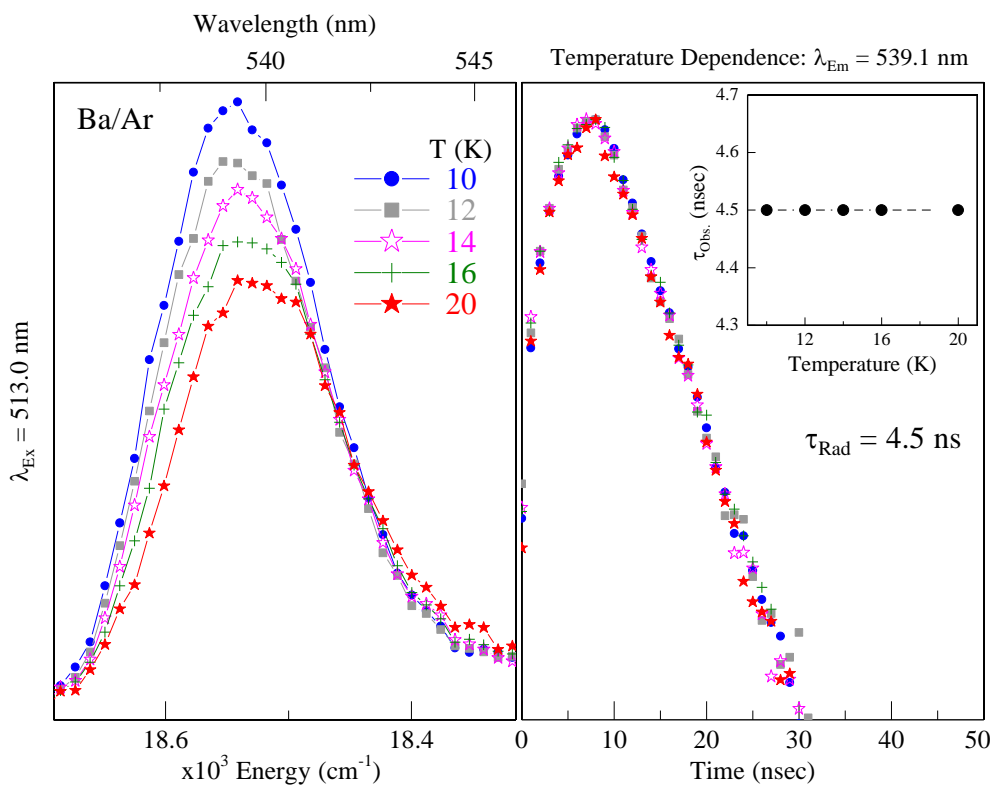 Wavelength (nm)
540
545
Temperature Dependence: λEm = 539.1 nm
Ba/Ar
T (K)
10
12
14
16
20
λEx = 513.0 nm
18.6
18.4
x10³ Energy (cm⁻¹)
4.7
4.6
4.5
4.4
4.3
τObs. (nsec)
12
16
20
Temperature (K)
τRad = 4.5 ns
0
10
20
30
40
50
Time (nsec)